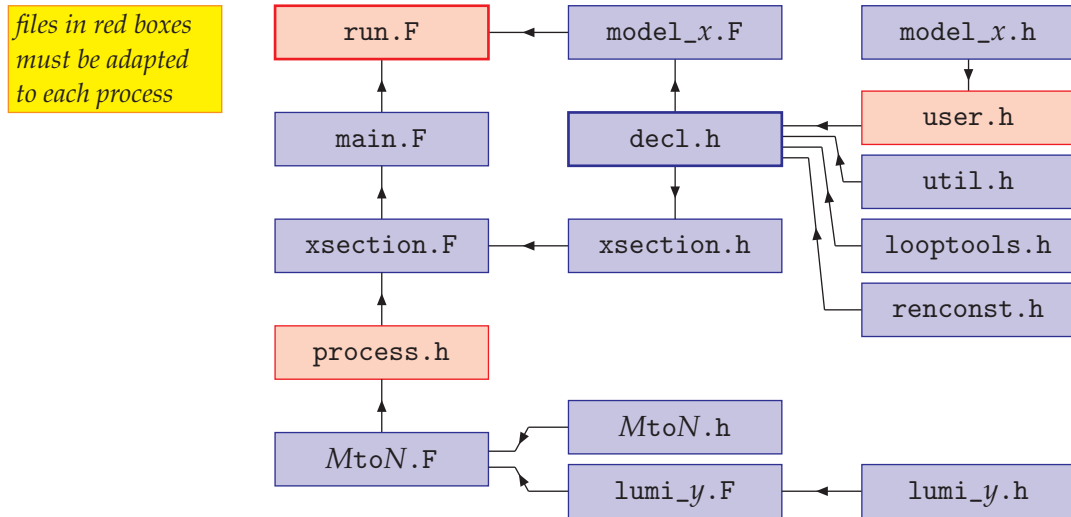 files in red boxes
must be adapted
to each process
run.F
model_x.F
model_x.h
user.h
main.F
decl.h
util.h
xsection.F
xsection.h
looptools.h
renconst.h
process.h
MtoN.h
MtoN.F
lumi_y.F
lumi_y.h